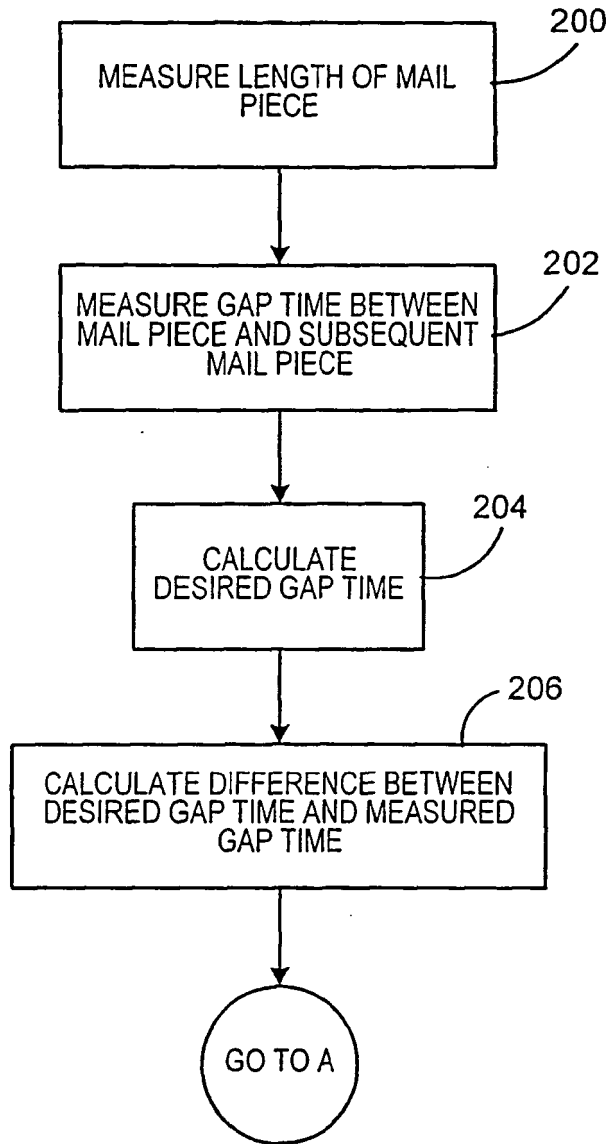 200
MEASURE LENGTH OF MAIL
PIECE
202
MEASURE GAP TIME BETWEEN
MAIL PIECE AND SUBSEQUENT
MAIL PIECE
204
CALCULATE
DESIRED GAP TIME
206
CALCULATE DIFFERENCE BETWEEN
DESIRED GAP TIME AND MEASURED
GAP TIME
GO TO A